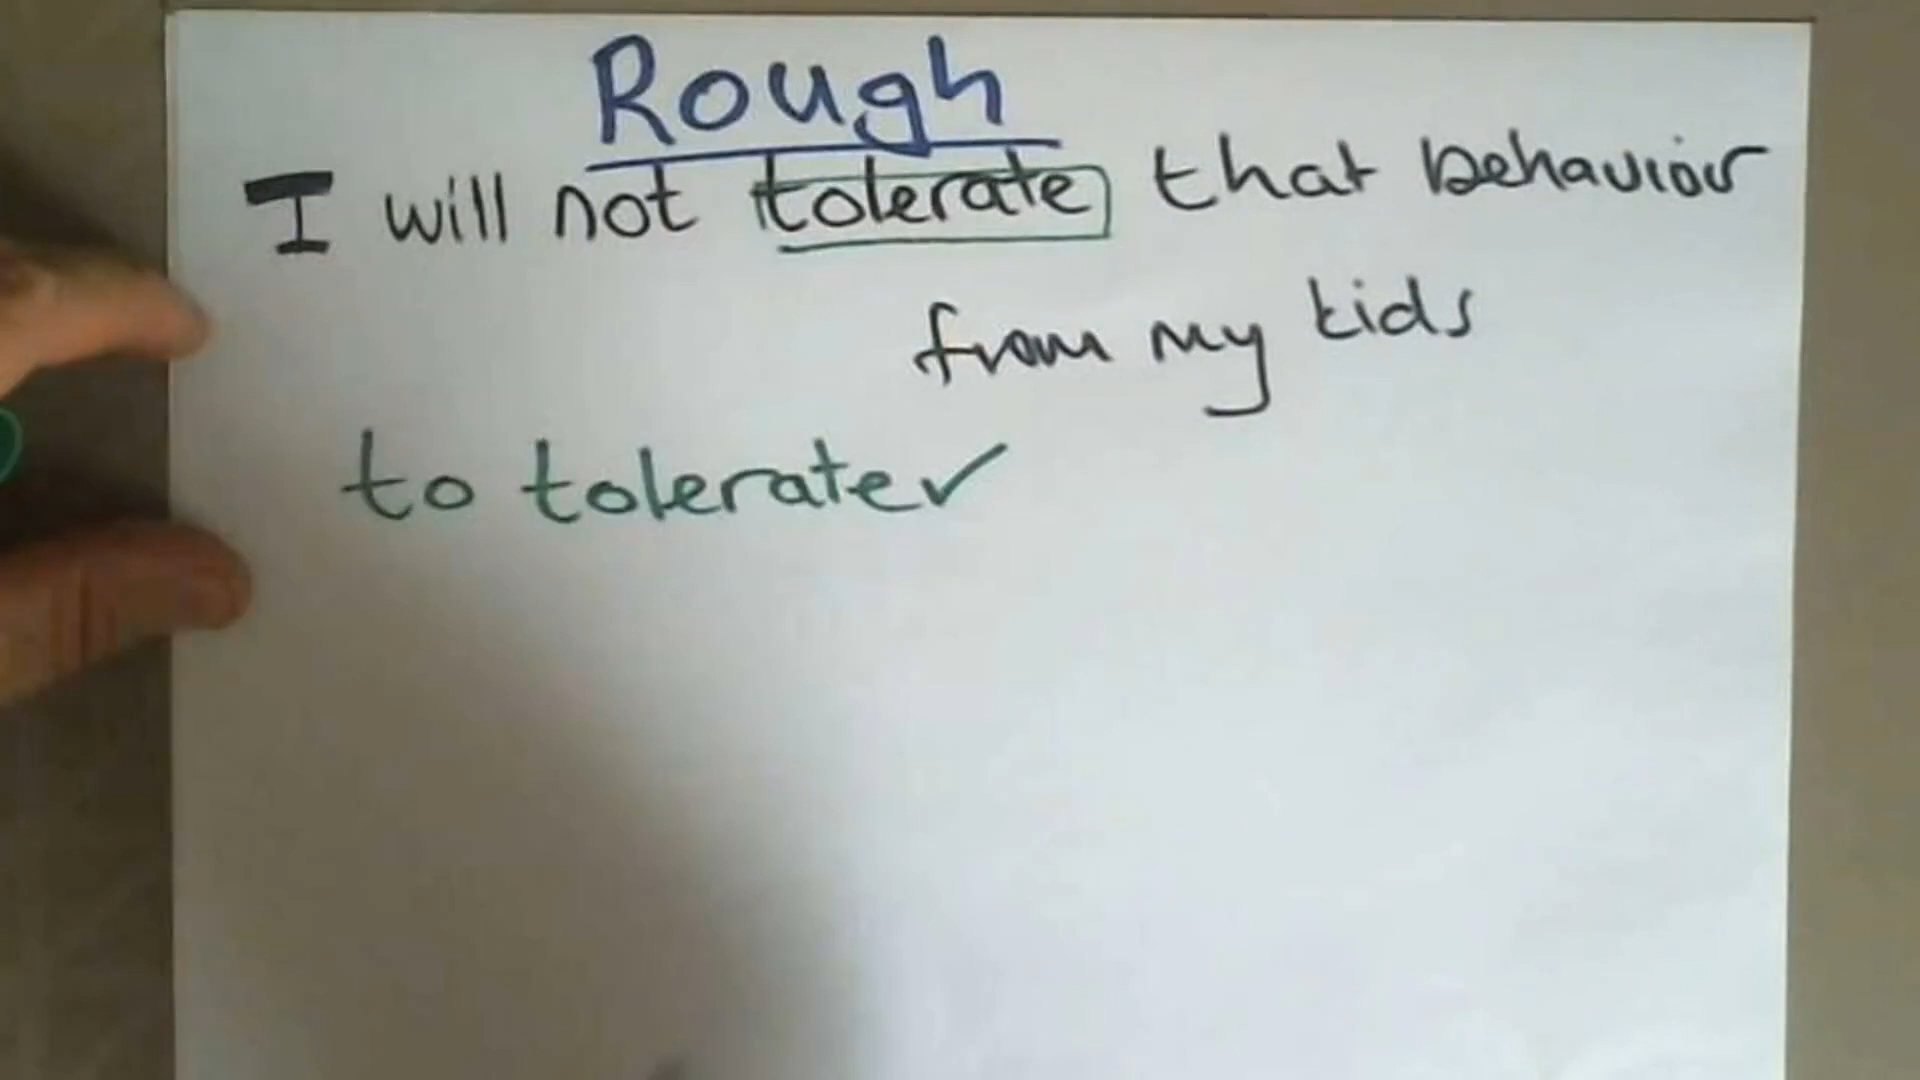 Rough
I will not tolerate that behavior
from my kids
to tolerate ✓